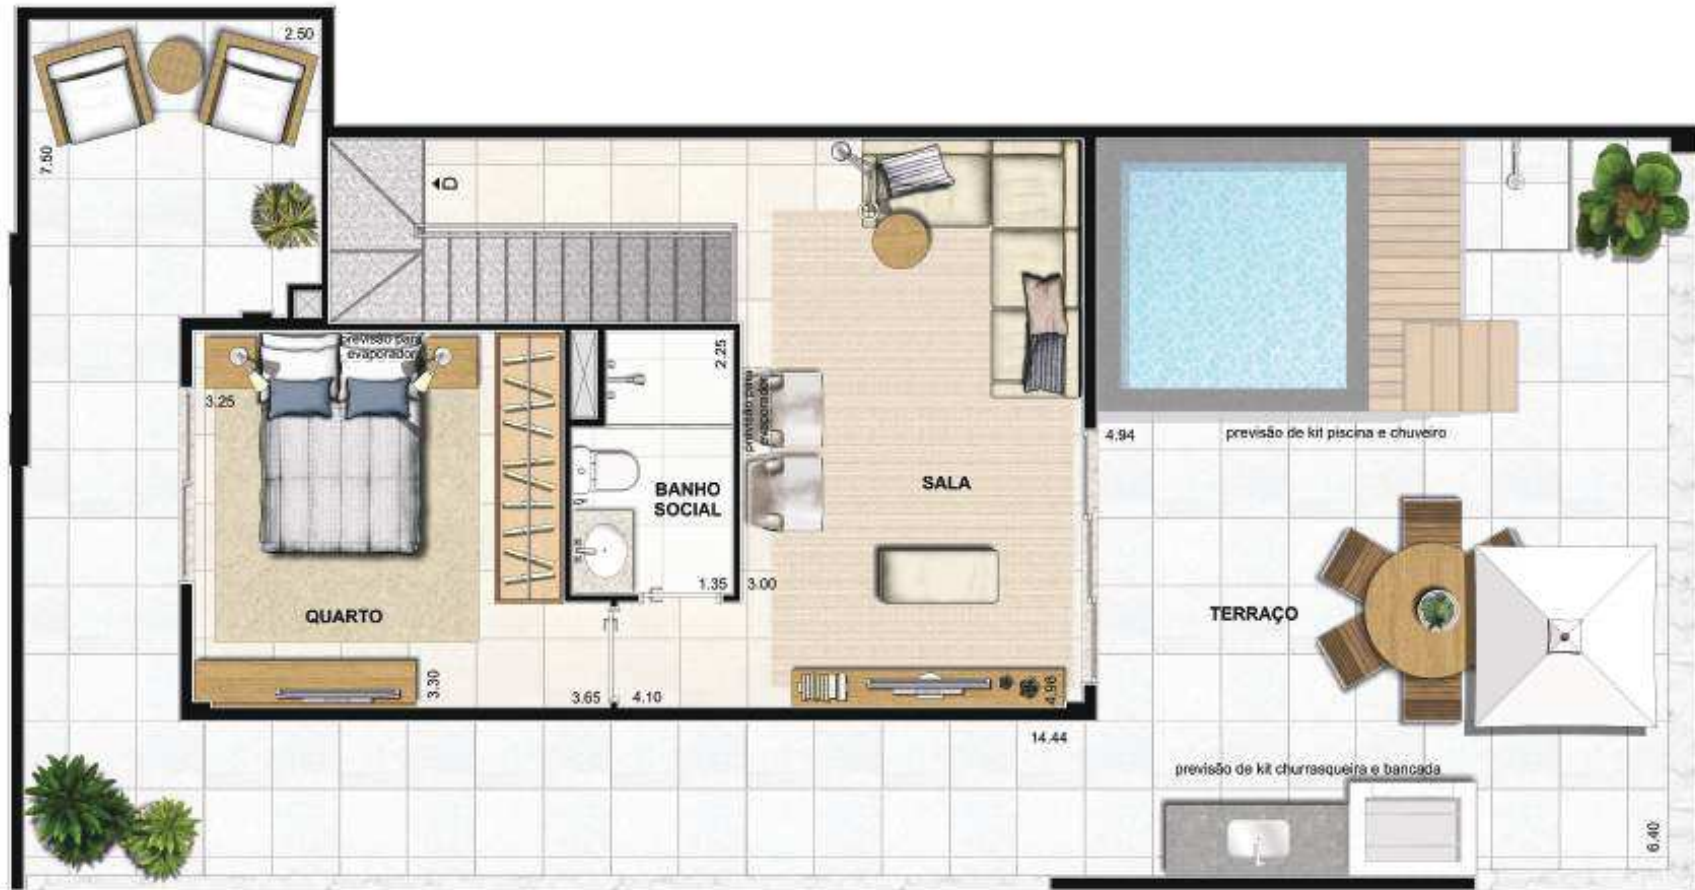 2.50
7.50
D
previsão para
evaporador
3.25
2.25
previsão para
evaporador
4.94
previsão de kit piscina e chuveiro
SALA
BANHO
SOCIAL
1.35
3.00
QUARTO
TERRAÇO
3.30
3.65
4.10
4.96
14.44
previsão de kit churrasqueira e bancada
6.40